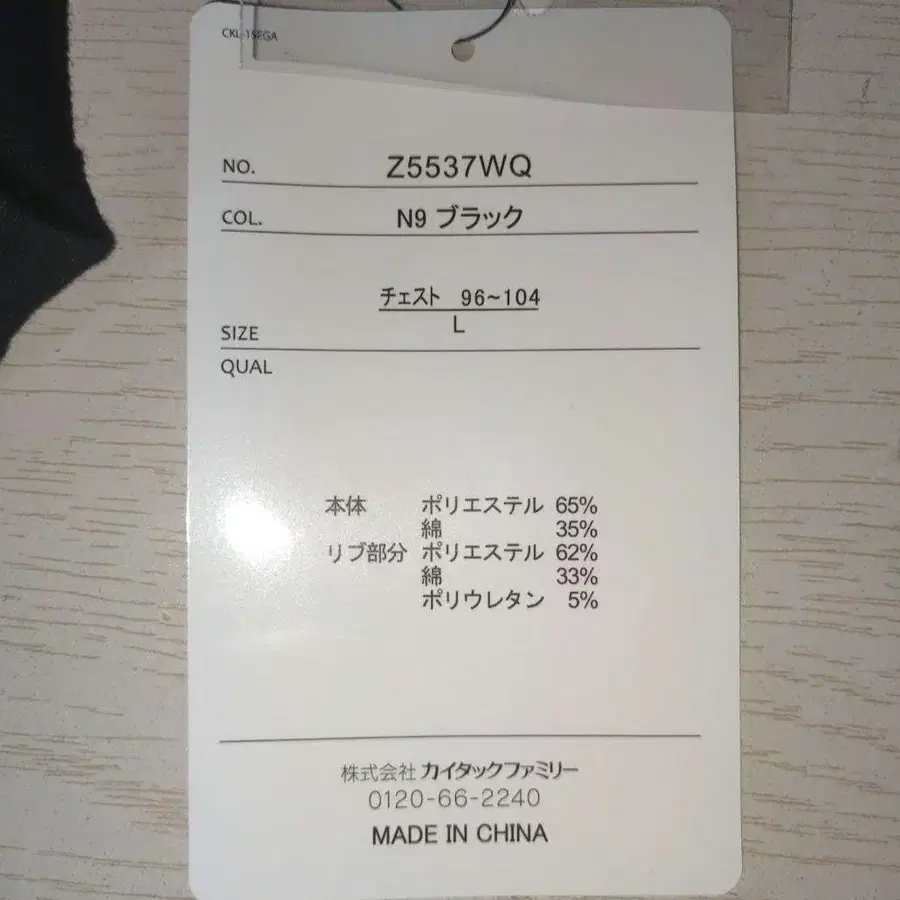 CKL-1SEGA
NO. Z5537WQ
COL. N9 ブラック
チェスト 96~104
SIZE L
QUAL
本体 ポリエステル 65%
綿 35%
リブ部分 ポリエステル 62%
綿 33%
ポリウレタン 5%
株式会社 カイタックファミリー
0120-66-2240
MADE IN CHINA